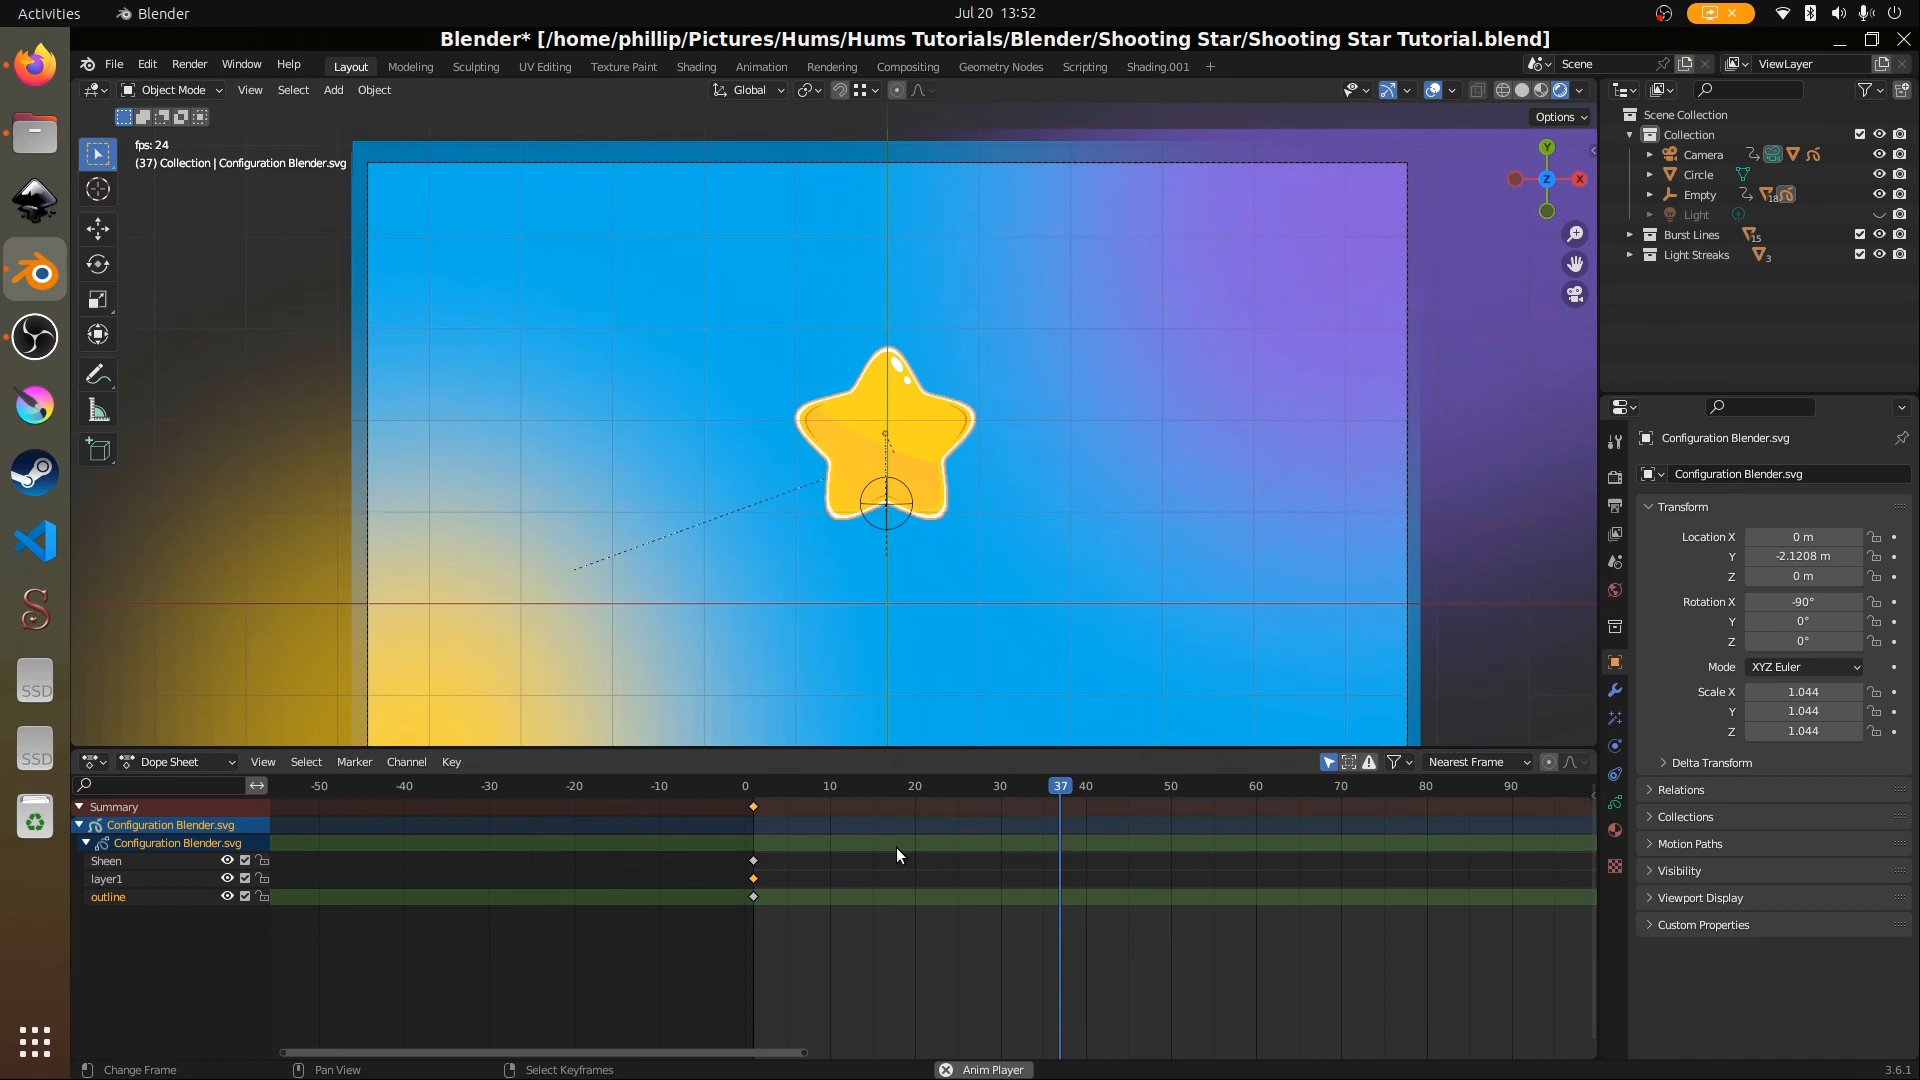 Activities
Blender
Jul 20 13:52
Blender* [/home/phillip/Pictures/Hums/Hums Tutorials/Blender/Shooting Star/Shooting Star Tutorial.blend]
File Edit Render Window Help
Layout Modeling Sculpting UV Editing Texture Paint Shading Animation Rendering Compositing Geometry Nodes Scripting Shading.001 +
Scene
ViewLayer
Object Mode View Select Add Object
Global
Options
fps: 24
(37) Collection | Configuration Blender.svg
Y
Z
X
Scene Collection
Collection
Camera
Circle
Empty
18
Light
Burst Lines
15
Light Streaks
3
SSD
SSD
Configuration Blender.svg
Configuration Blender.svg
Transform
Location X 0 m
Y -2.1208 m
Z 0 m
Rotation X -90°
Y 0°
Z 0°
Mode XYZ Euler
Scale X 1.044
Y 1.044
Z 1.044
Delta Transform
Relations
Collections
Motion Paths
Visibility
Viewport Display
Custom Properties
Dope Sheet View Select Marker Channel Key
Nearest Frame
-50 -40 -30 -20 -10 0 10 20 37 40 50 60 70 80 90
Summary
Configuration Blender.svg
Configuration Blender.svg
Sheen
layer1
outline
Change Frame
Pan View
Select Keyframes
Anim Player
3.6.1